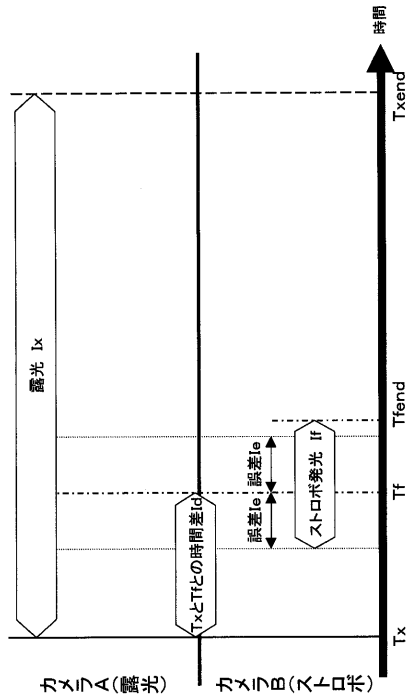 カメラA(露光)
露光 Ix
TxとTfとの時間差Id
カメラB(ストロボ)
誤差Ie
誤差Ie
ストロボ発光 If
Tx
Tf
Tfend
Txend
時間